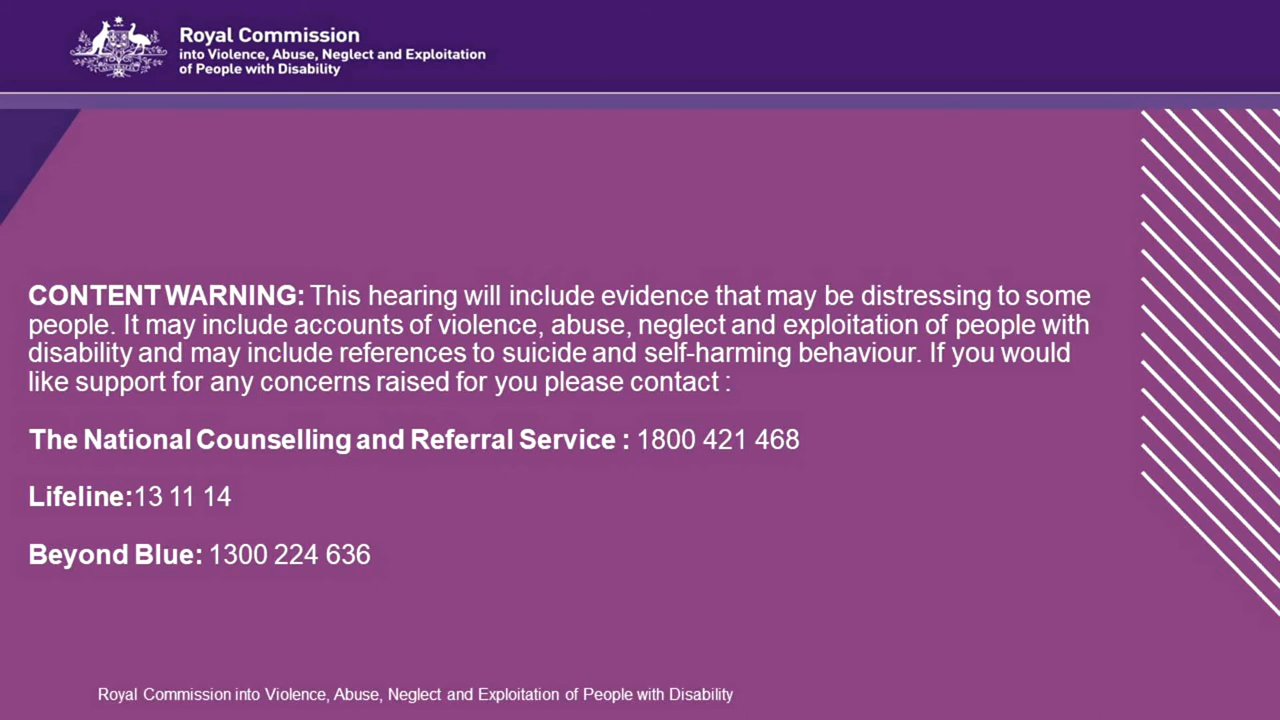 Royal Commission
into Violence, Abuse, Neglect and Exploitation
of People with Disability
CONTENT WARNING: This hearing will include evidence that may be distressing to some
people. It may include accounts of violence, abuse, neglect and exploitation of people with
disability and may include references to suicide and self-harming behaviour. If you would
like support for any concerns raised for you please contact :
The National Counselling and Referral Service : 1800 421 468
Lifeline:13 11 14
Beyond Blue: 1300 224 636
Royal Commission into Violence, Abuse, Neglect and Exploitation of People with Disability